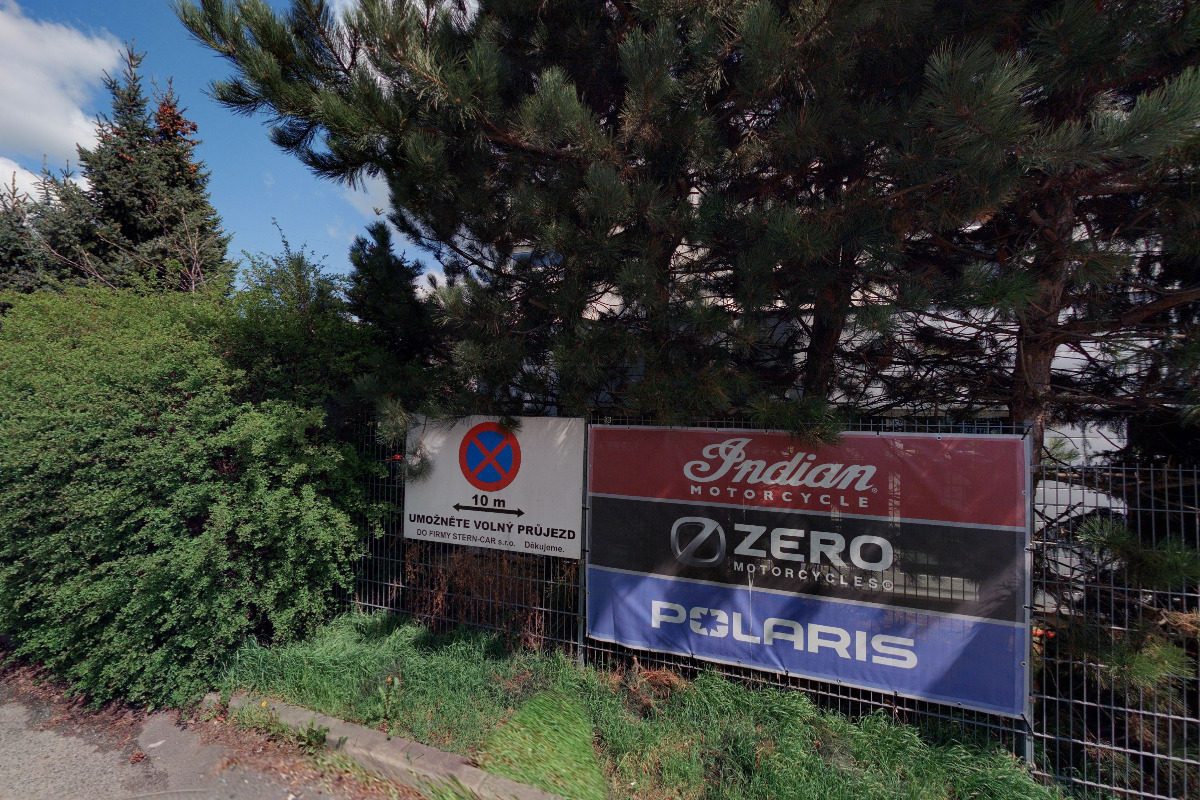 10 m
UMOŽNĚTE VOLNÝ PRŮJEZD
DO FIRMY STERN-CAR s.r.o. Děkujeme.
Indian®
MOTORCYCLE
ZERO
MOTORCYCLES®
POLARIS